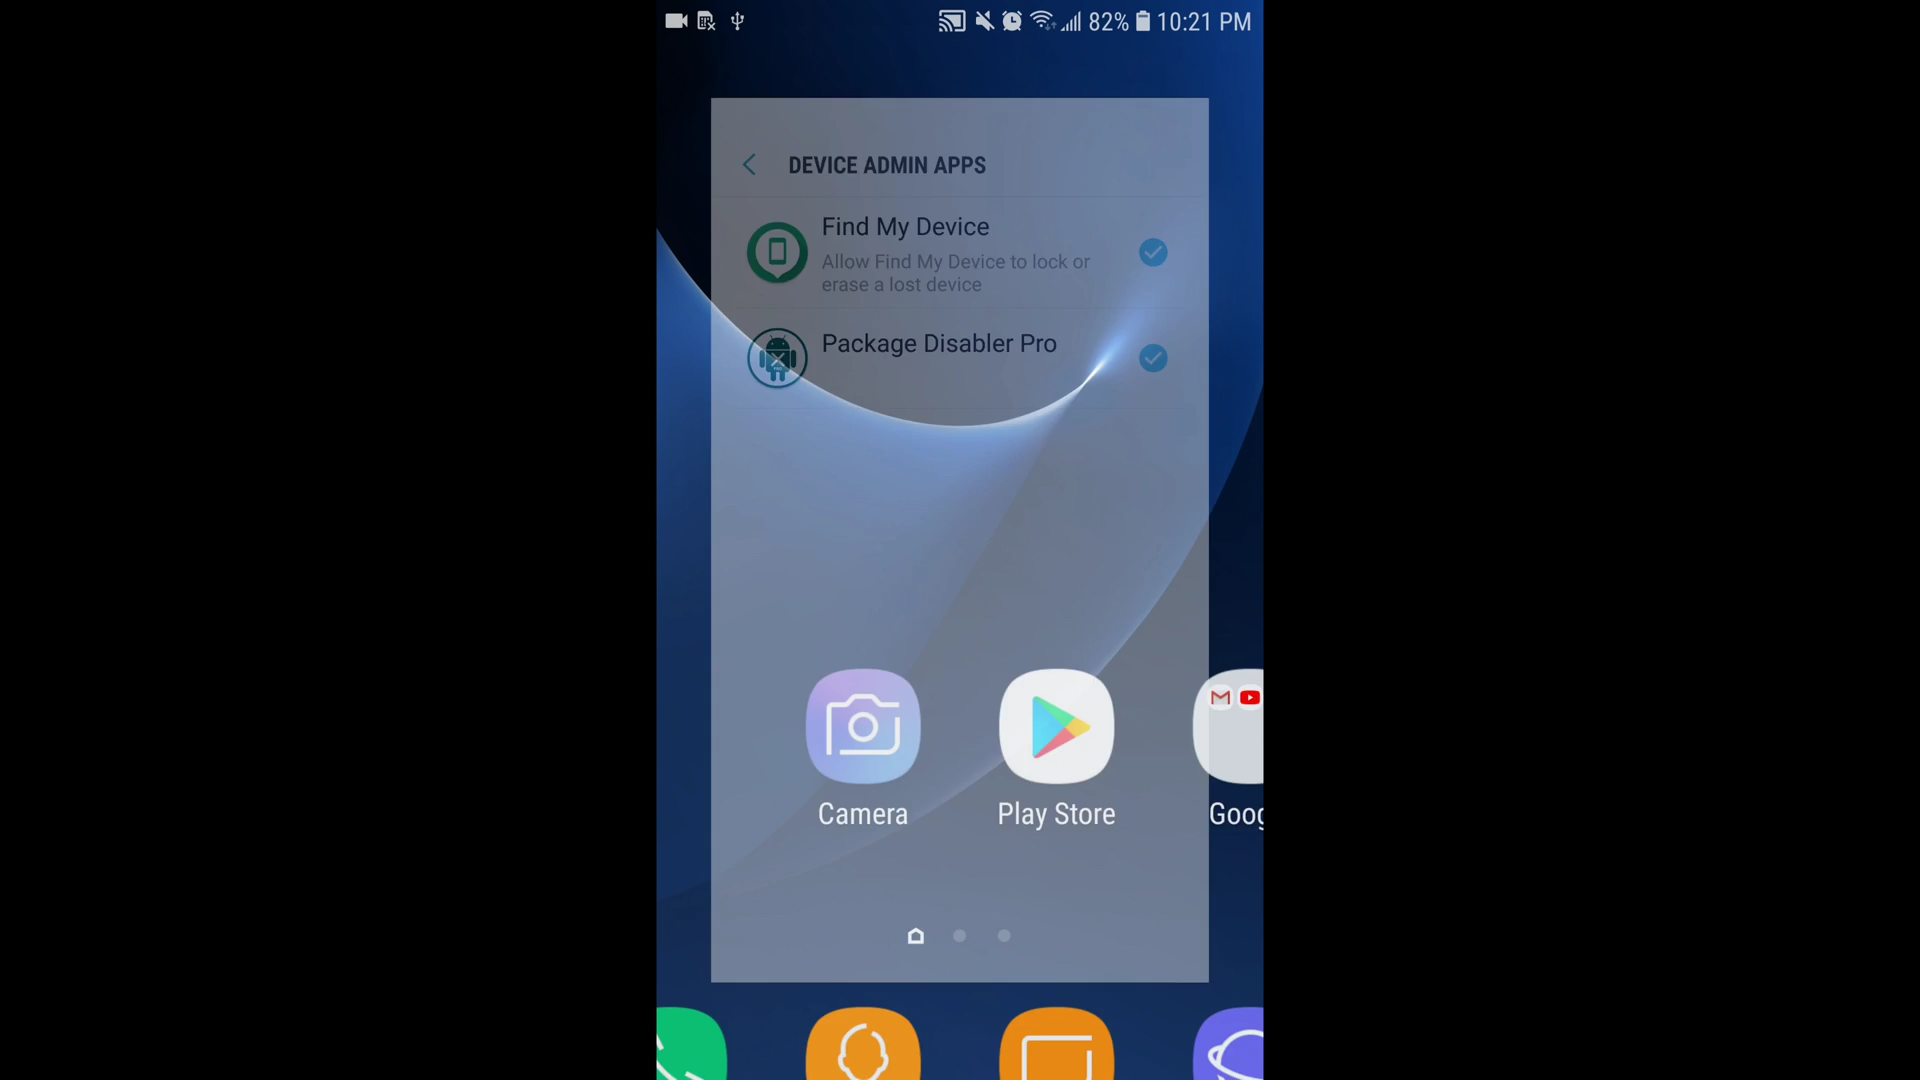 82% 10:21 PM
DEVICE ADMIN APPS
Find My Device
Allow Find My Device to lock or
erase a lost device
Package Disabler Pro
Camera
Play Store
Goog